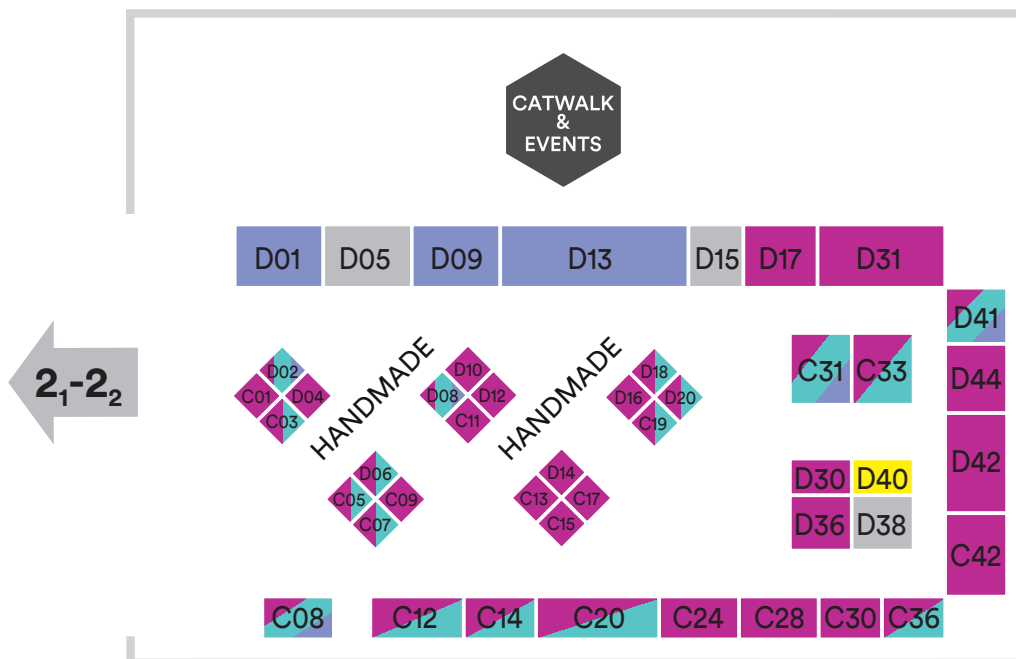 CATWALK
&
EVENTS
D01 D05 D09 D13 D15 D17 D31
D41
2₁-2₂
HANDMADE
HANDMADE
D02
C01 D04
C03
D10
D08 D12
C11
D18
D16 D20
C19
C31 C33
D44
D06
C05 C09
C07
D14
C13 C17
C15
D30 D40
D36 D38
D42
C42
C08 C12 C14 C20 C24 C28 C30 C36